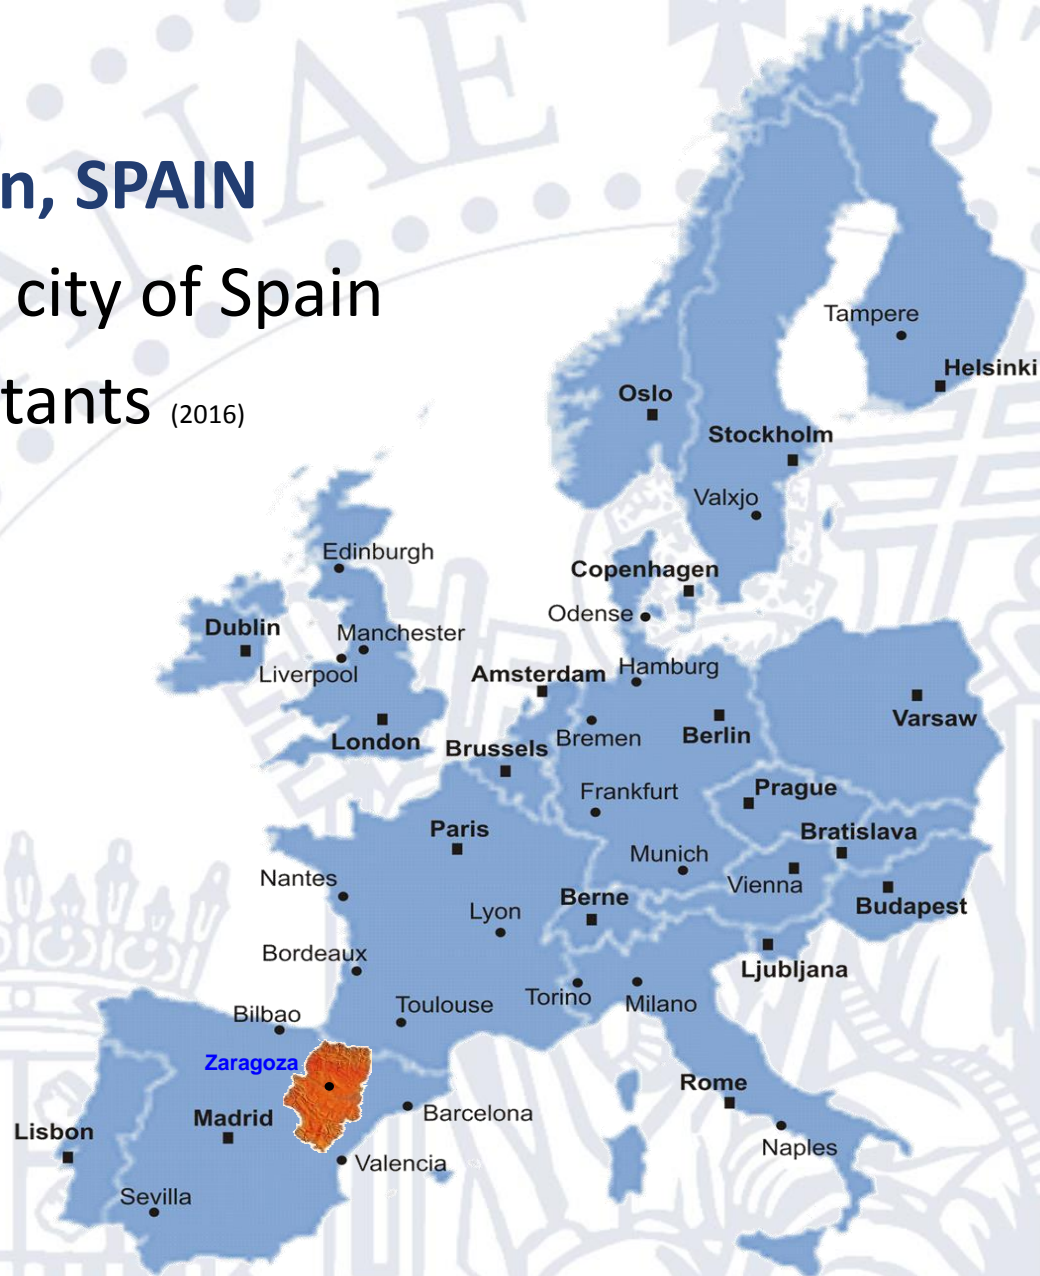 n, SPAIN
city of Spain
tants (2016)
Tampere
Helsinki
Oslo
Stockholm
Valxjo
Edinburgh
Copenhagen
Odense
Dublin
Manchester
Liverpool
Amsterdam
Hamburg
London
Brussels
Bremen
Berlin
Varsaw
Frankfurt
Prague
Paris
Bratislava
Munich
Nantes
Vienna
Berne
Budapest
Lyon
Bordeaux
Ljubljana
Torino
Milano
Bilbao
Toulouse
Zaragoza
Rome
Madrid
Barcelona
Lisbon
Naples
Valencia
Sevilla